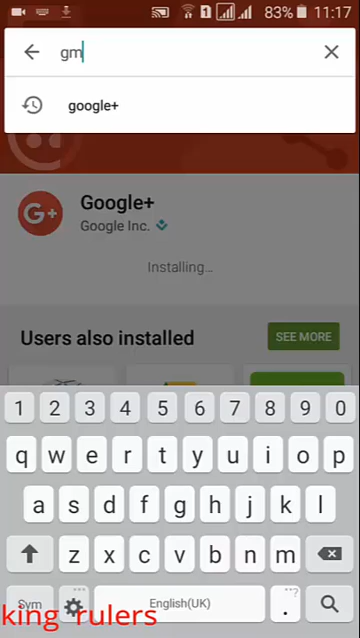 1 83% 11:17
gm
google+
Google+
Google Inc.
Installing...
Users also installed
SEE MORE
1 2 3 4 5 6 7 8 9 0
q w e r t y u i o p
a s d f g h j k l
z x c v b n m
Sym English(UK) . ...?
king rulers